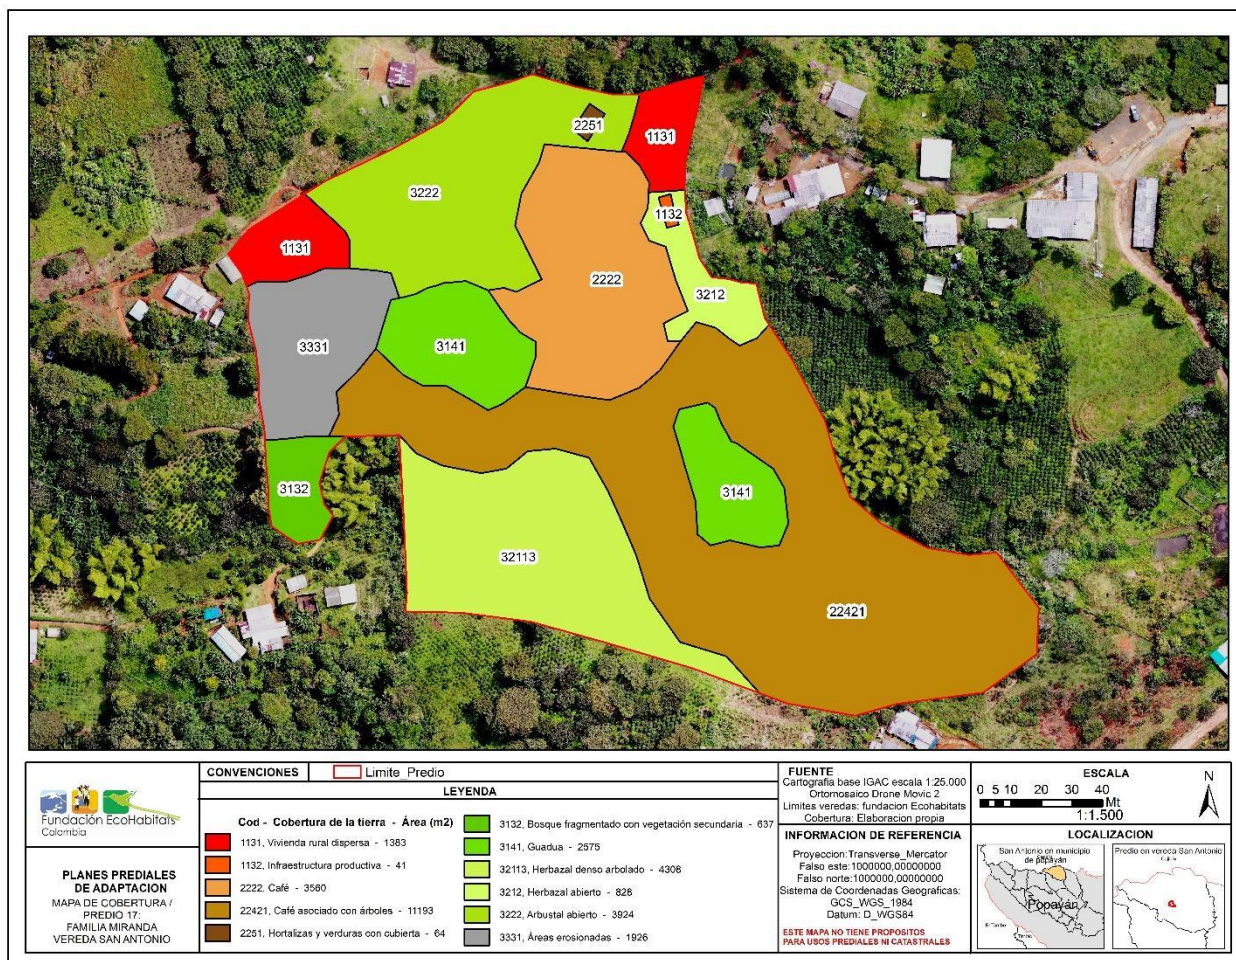 2251
1131
3222
1132
1131
2222
3212
3331
3141
3132
3141
32113
22421
Fundación EcoHabitats
Colombia
PLANES PREDIALES
DE ADAPTACION
MAPA DE COBERTURA /
PREDIO 17:
FAMILIA MIRANDA
VEREDA SAN ANTONIO
CONVENCIONES
Limite_Predio
LEYENDA
Cod - Cobertura de la tierra - Área (m2)
1131, Vivienda rural dispersa - 1383
1132, Infraestructura productiva - 41
2222, Café - 3560
22421, Café asociado con árboles - 11193
2251, Hortalizas y verduras con cubierta - 64
3132, Bosque fragmentado con vegetación secundaria - 637
3141, Guadua - 2575
32113, Herbazal denso arbolado - 4308
3212, Herbazal abierto - 828
3222, Arbustal abierto - 3924
3331, Áreas erosionadas - 1926
FUENTE
Cartografia base IGAC escala 1:25.000
Ortomosaico Drone Movic 2
Limites veredas: fundacion Ecohabitats
Cobertura: Elaboracion propia
INFORMACION DE REFERENCIA
Proyeccion:Transverse_Mercator
Falso este:1000000,00000000
Falso norte:1000000,00000000
Sistema de Coordenadas Geograficas:
GCS_WGS_1984
Datum: D_WGS84
ESTE MAPA NO TIENE PROPOSITOS
PARA USOS PREDIALES NI CATASTRALES
ESCALA
0 5 10 20 30 40
Mt
1:1.500
N
LOCALIZACION
San Antonio en municipio
de popayán
Popayán
El Tambo
Predio en vereda San Antonio